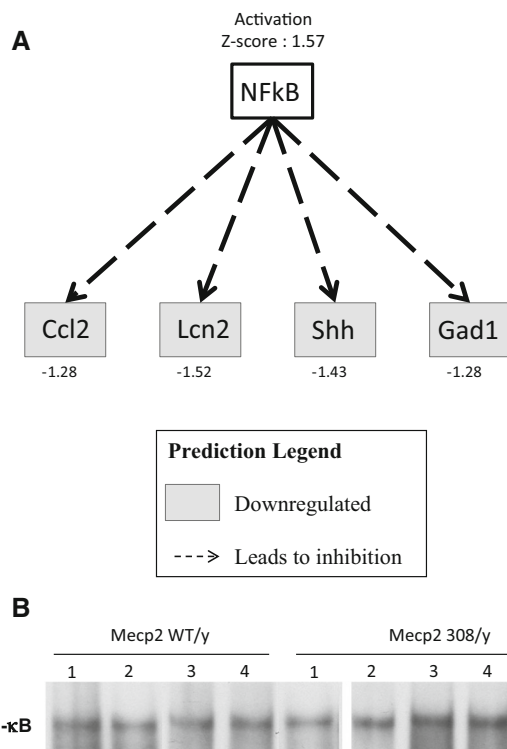 A
Activation
Z-score : 1.57
NFkB
Ccl2 Lcn2 Shh Gad1
-1.28 -1.52 -1.43 -1.28
Prediction Legend
Downregulated
Leads to inhibition
B
Mecp2 WT/y Mecp2 308/y
1 2 3 4 1 2 3 4
-κB